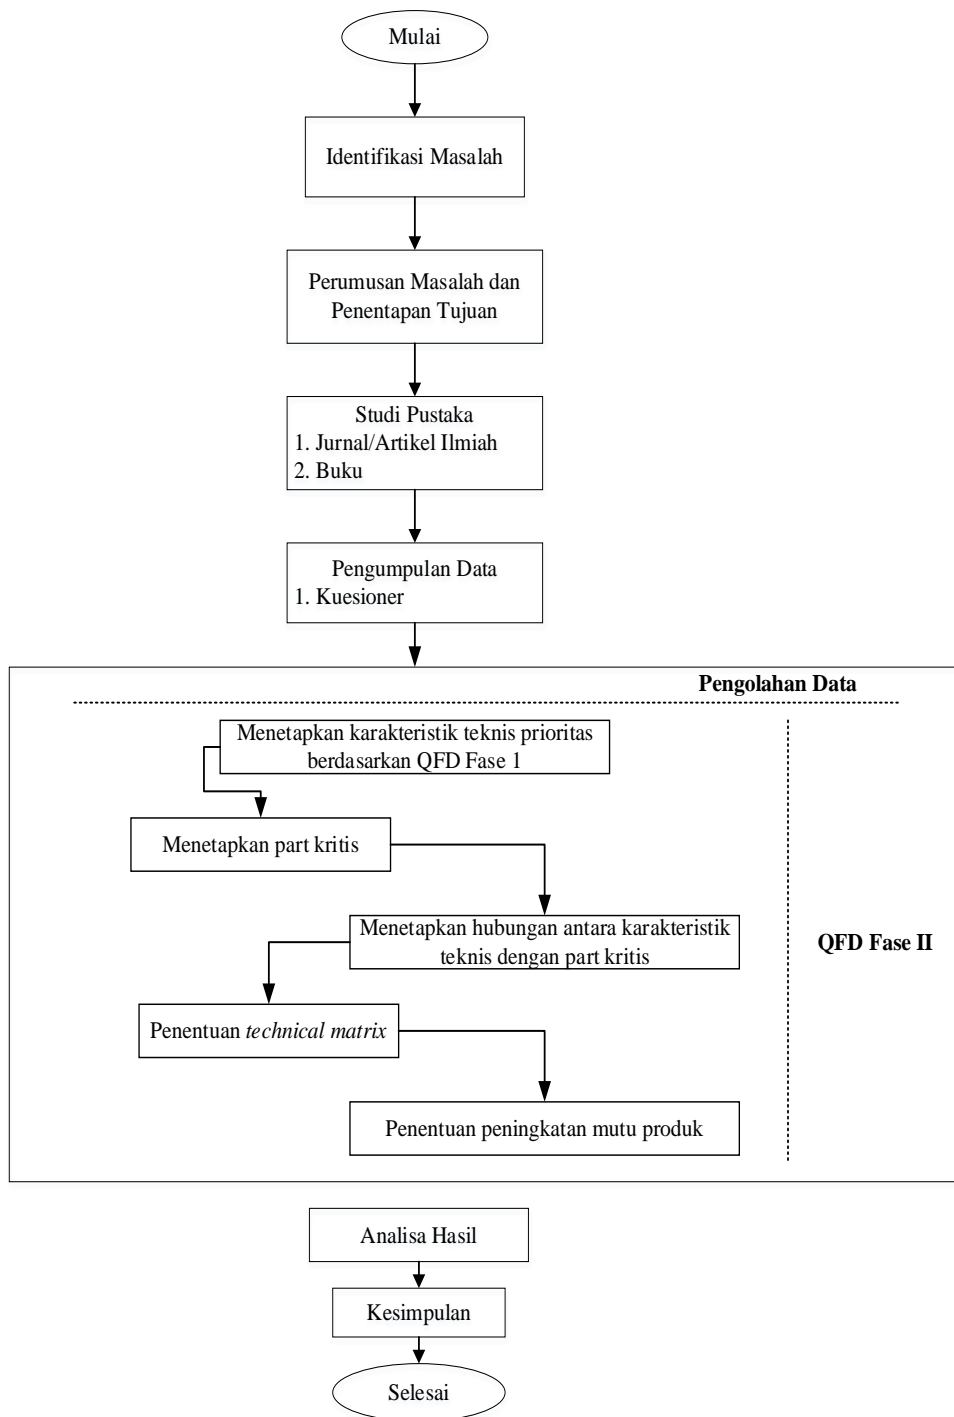 Mulai
Identifikasi Masalah
Perumusan Masalah dan
Penentapan Tujuan
Studi Pustaka
1. Jurnal/Artikel Ilmiah
2. Buku
Pengumpulan Data
1. Kuesioner
Pengolahan Data
Menetapkan karakteristik teknis prioritas
berdasarkan QFD Fase 1
Menetapkan part kritis
Menetapkan hubungan antara karakteristik
teknis dengan part kritis
QFD Fase II
Penentuan technical matrix
Penentuan peningkatan mutu produk
Analisa Hasil
Kesimpulan
Selesai